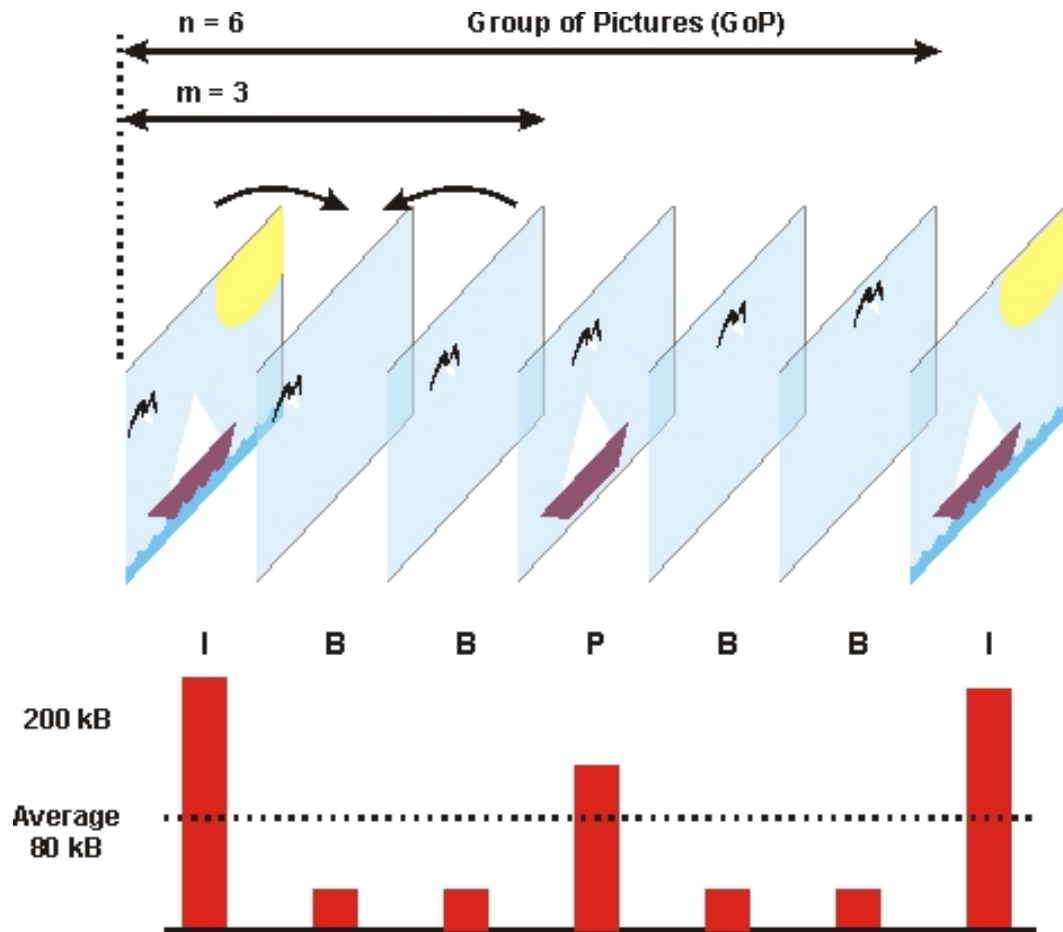 n = 6 Group of Pictures (GoP)
m = 3
I B B P B B I
200 kB
Average
80 kB